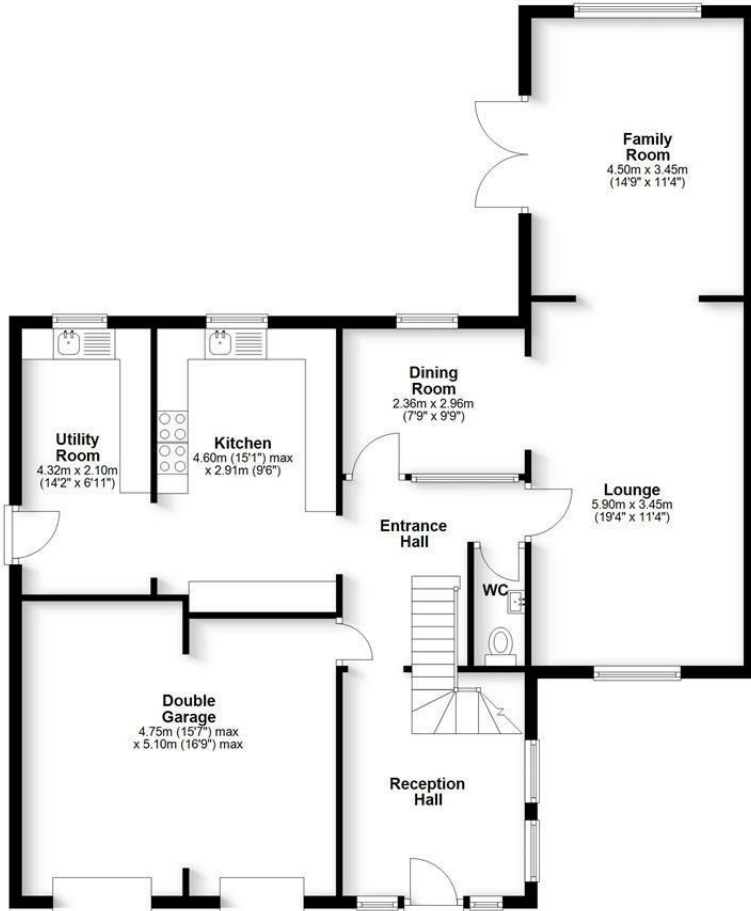 Family
Room
4.50m x 3.45m
(14'9" x 11'4")
Dining
Room
2.36m x 2.96m
(7'9" x 9'9")
Utility
Room
4.32m x 2.10m
(14'2" x 6'11")
Kitchen
4.60m (15'1") max
x 2.91m (9'6")
Lounge
5.90m x 3.45m
(19'4" x 11'4")
Entrance
Hall
WC
Double
Garage
4.75m (15'7") max
x 5.10m (16'9") max
Reception
Hall